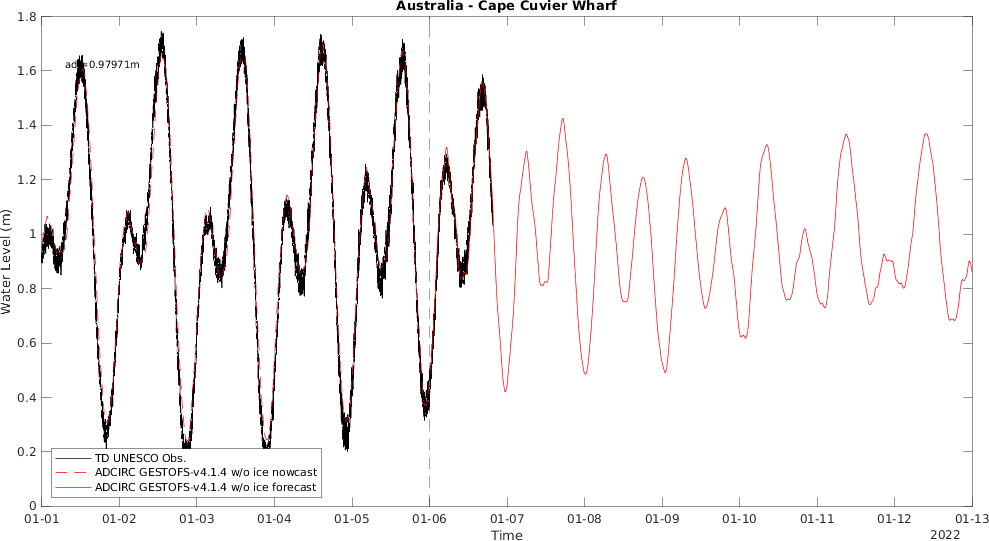 Australia - Cape Cuvier Wharf
1.8
1.6
1.4
1.2
1
0.8
0.6
0.4
0.2
0
Water Level (m)
=0.97971m
TD UNESCO Obs.
ADCIRC GESTOFS-v4.1.4 w/o ice nowcast
ADCIRC GESTOFS-v4.1.4 w/o ice forecast
01-01 01-02 01-03 01-04 01-05 01-06 01-07 01-08 01-09 01-10 01-11 01-12 01-13
Time
2022